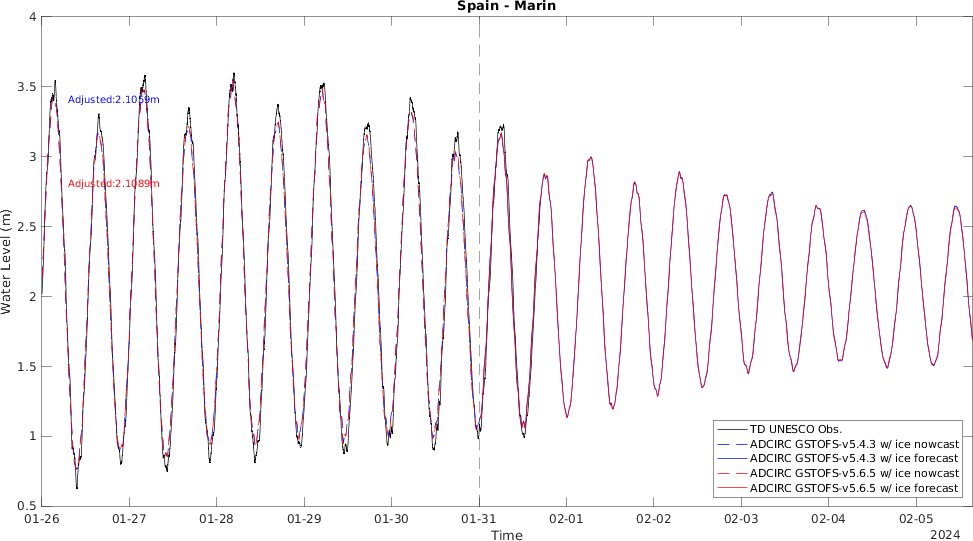 Spain - Marin
4
3.5
3
2.5
2
1.5
1
0.5
Water Level (m)
Adjusted:2.1059m
Adjusted:2.1089m
TD UNESCO Obs.
ADCIRC GSTOFS-v5.4.3 w/ ice nowcast
ADCIRC GSTOFS-v5.4.3 w/ ice forecast
ADCIRC GSTOFS-v5.6.5 w/ ice nowcast
ADCIRC GSTOFS-v5.6.5 w/ ice forecast
01-26 01-27 01-28 01-29 01-30 01-31 02-01 02-02 02-03 02-04 02-05
Time
2024